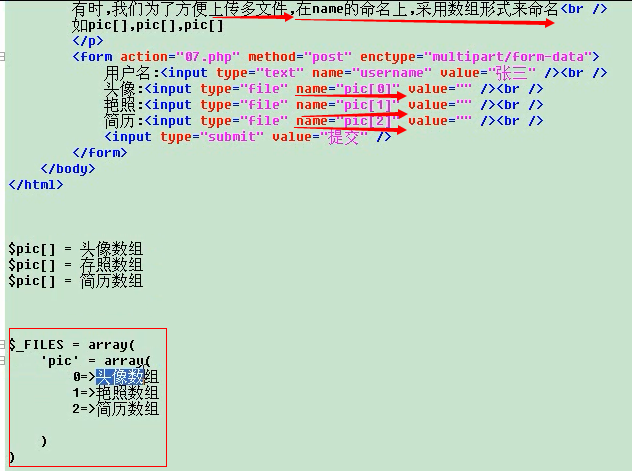 有时,我们为了方便上传多文件,在name的命名上,采用数组形式来命名<br />
如pic[],pic[],pic[]
</p>
<form action="07.php" method="post" enctype="multipart/form-data">
用户名:<input type="text" name="username" value="张三" /><br />
头像:<input type="file" name="pic[0]" value="" /><br />
艳照:<input type="file" name="pic[1]" value="" /><br />
简历:<input type="file" name="pic[2]" value="" /><br />
<input type="submit" value="提交" />
</form>
</body>
</html>
$pic[] = 头像数组
$pic[] = 存照数组
$pic[] = 简历数组
$_FILES = array(
'pic' = array(
0=>头像数组
1=>艳照数组
2=>简历数组
)
)